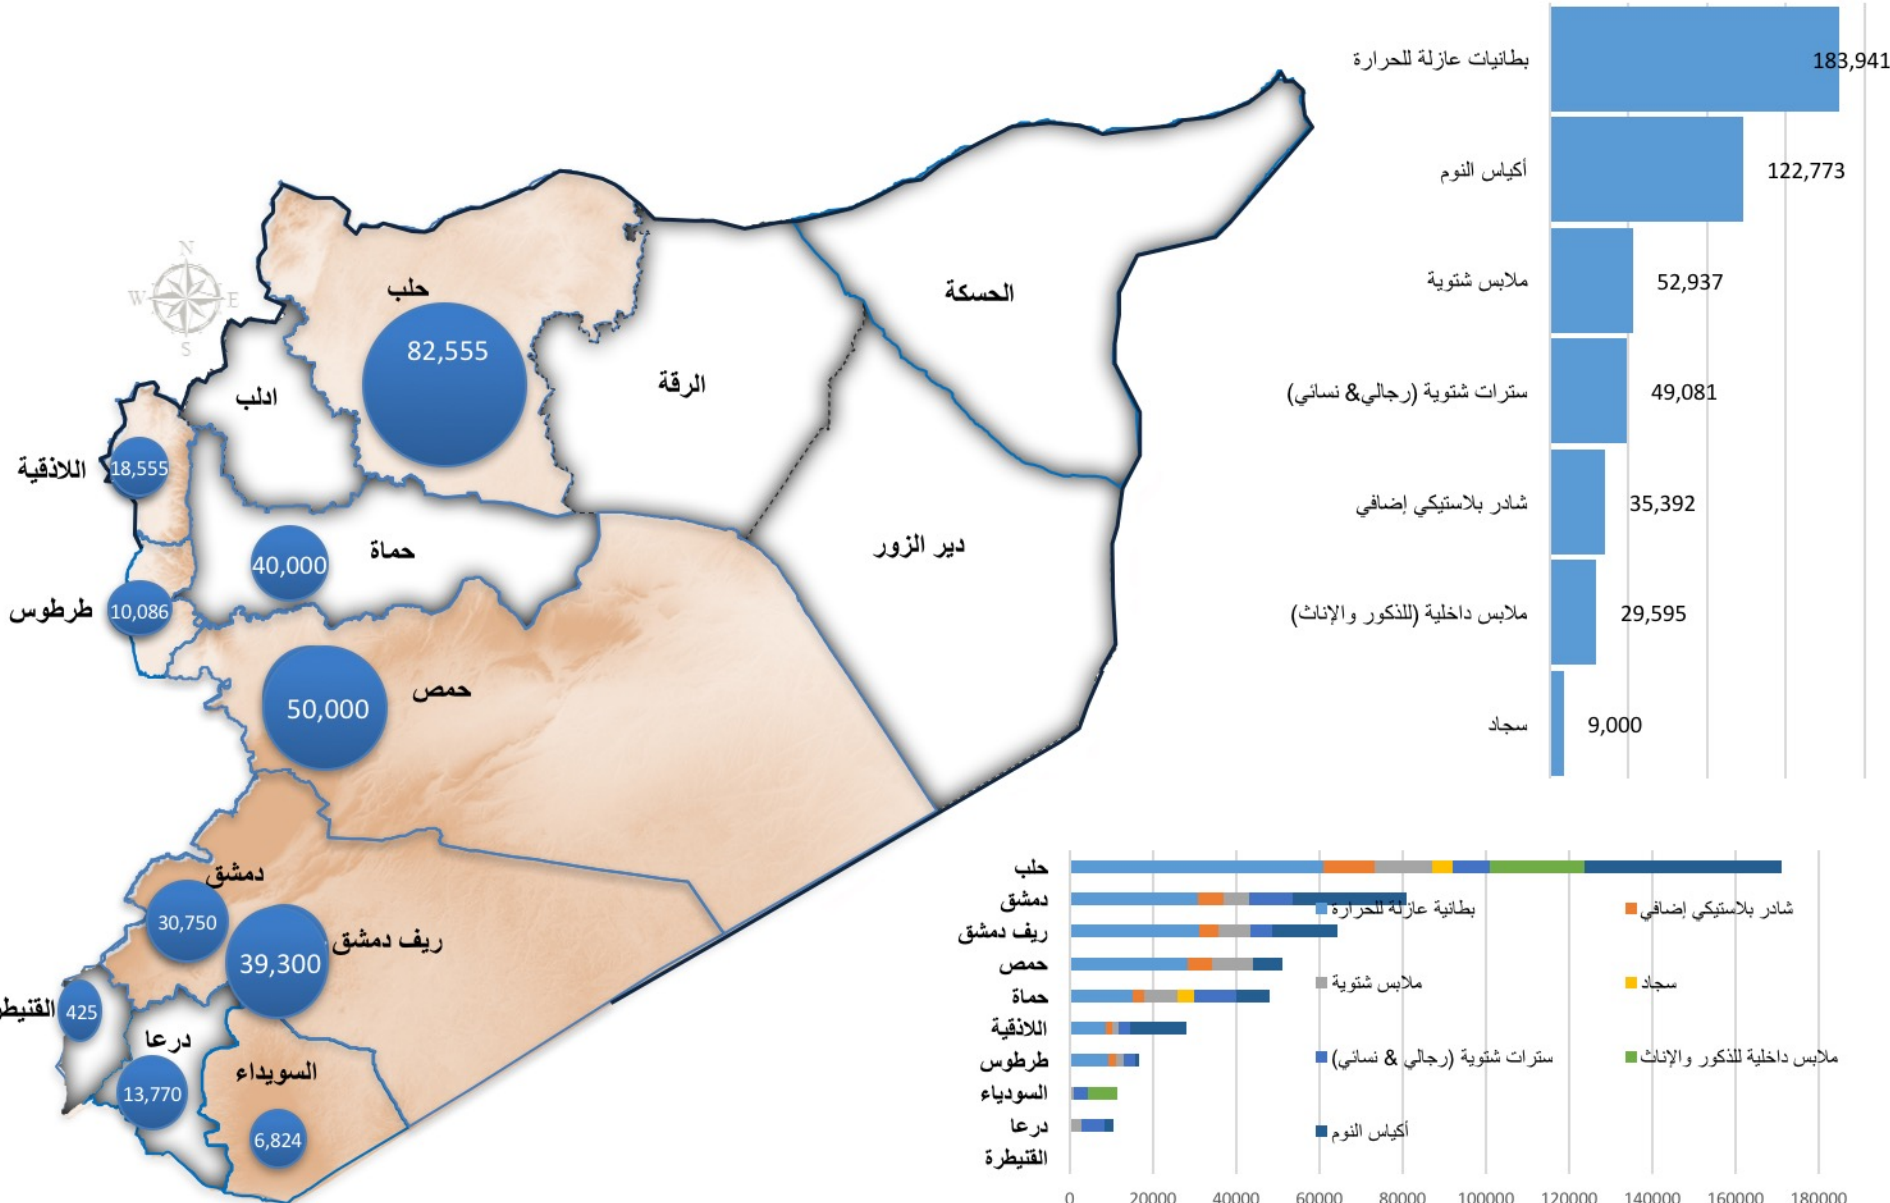 بطانيات عازلة للحرارة
183,941
أكياس النوم
122,773
ملابس شتوية
52,937
سترات شتوية (رجالي& نسائي)
49,081
شادر بلاستيكي إضافي
35,392
ملابس داخلية (للذكور والإناث)
29,595
سجاد
9,000
N
W
E
S
حلب
82,555
الحسكة
الرقة
ادلب
اللاذقية
18,555
حماة
40,000
دير الزور
طرطوس
10,086
حمص
50,000
دمشق
30,750
ريف دمشق
39,300
425
درعا
13,770
السويداء
6,824
حلب
دمشق
ريف دمشق
حمص
حماة
اللاذقية
طرطوس
السودياء
درعا
القنيطرة
بطانية عازلة للحرارة
شادر بلاستيكي إضافي
ملابس شتوية
سجاد
سترات شتوية (رجالي & نسائي)
ملابس داخلية للذكور والإناث
أكياس النوم
0 20000 40000 60000 80000 100000 120000 140000 160000 180000